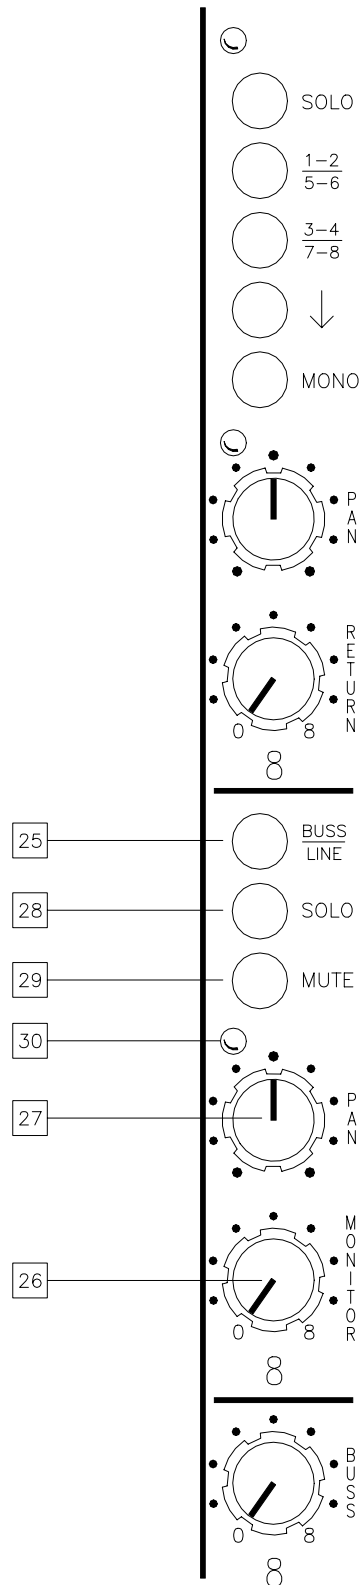 SOLO
1-2
5-6
3-4
7-8
↓
MONO
PAN
RETURN
0 8
8
25
BUSS
LINE
28
SOLO
29
MUTE
30
27
PAN
26
MONITOR
0 8
8
BUSS
0 8
8